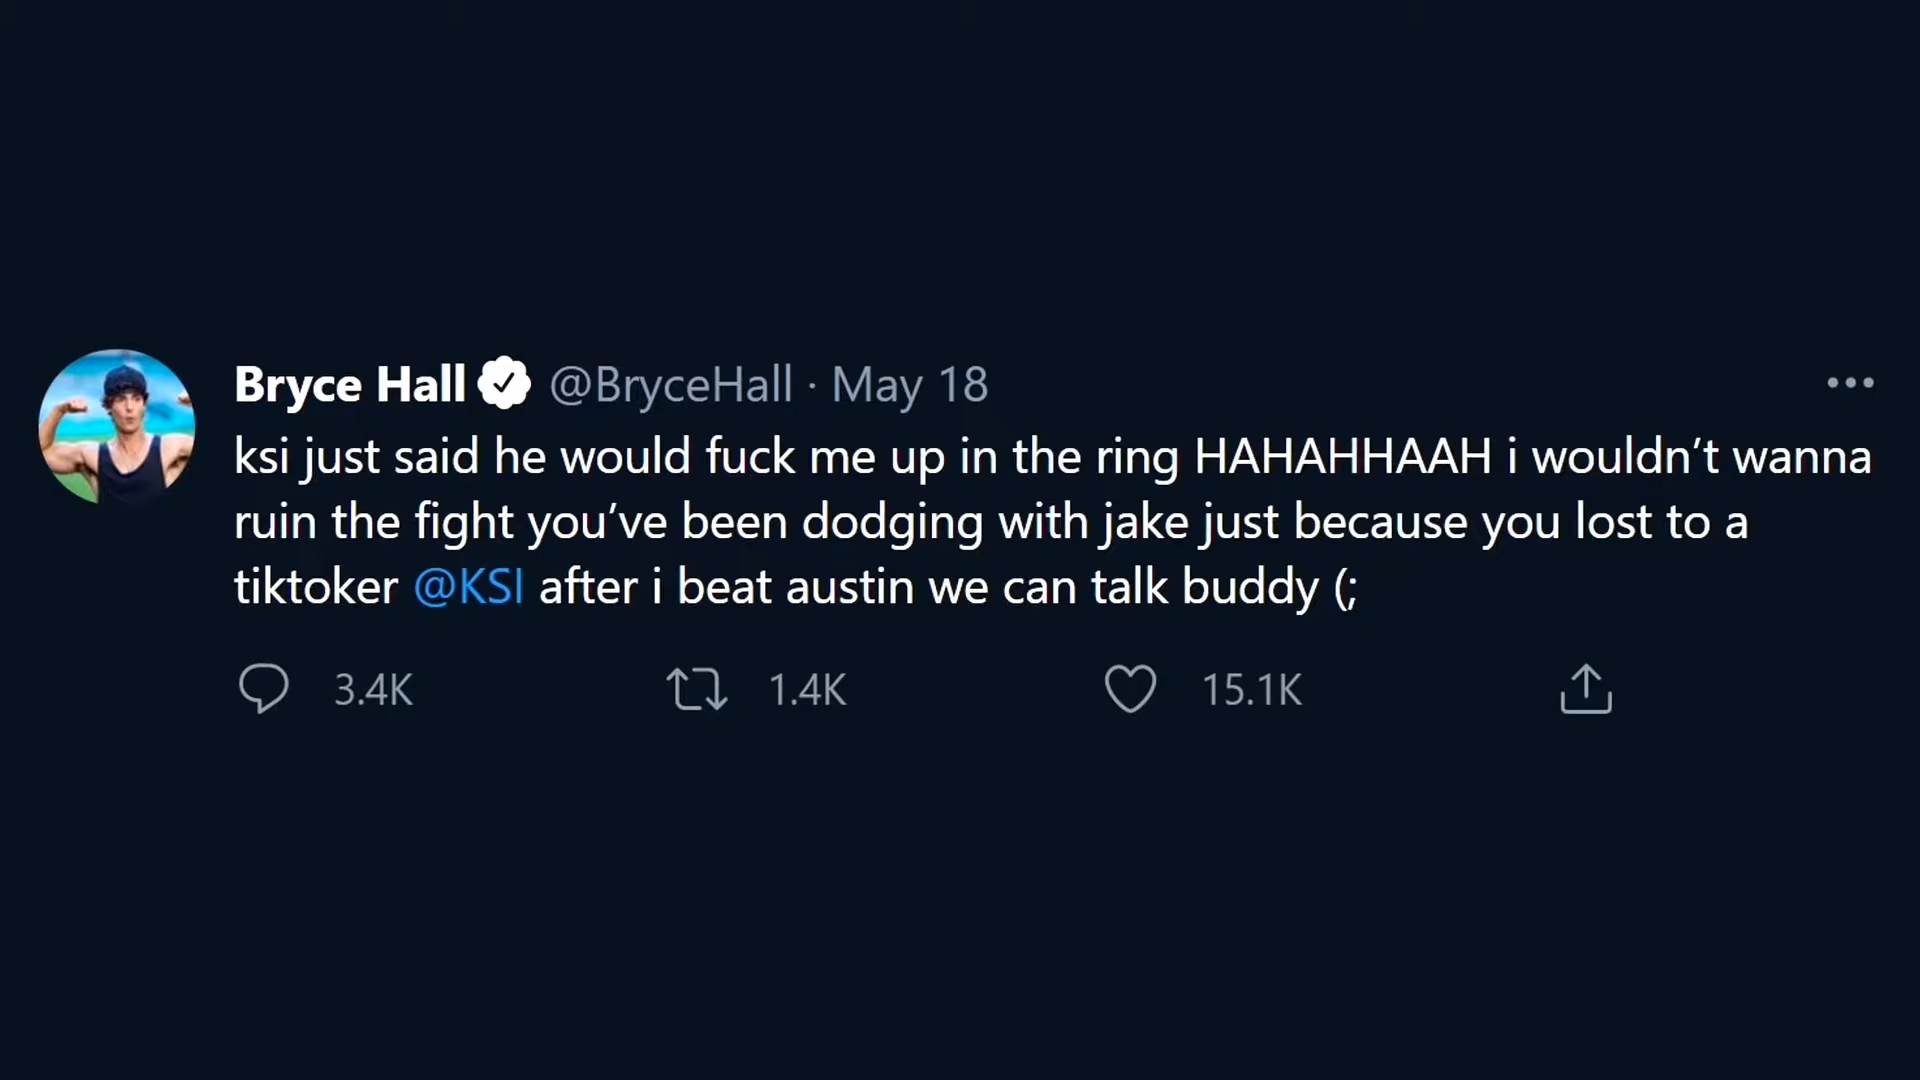 Bryce Hall @BryceHall · May 18
ksi just said he would fuck me up in the ring HAHAHHAAH i wouldn’t wanna
ruin the fight you’ve been dodging with jake just because you lost to a
tiktoker @KSI after i beat austin we can talk buddy (;
3.4K 1.4K 15.1K